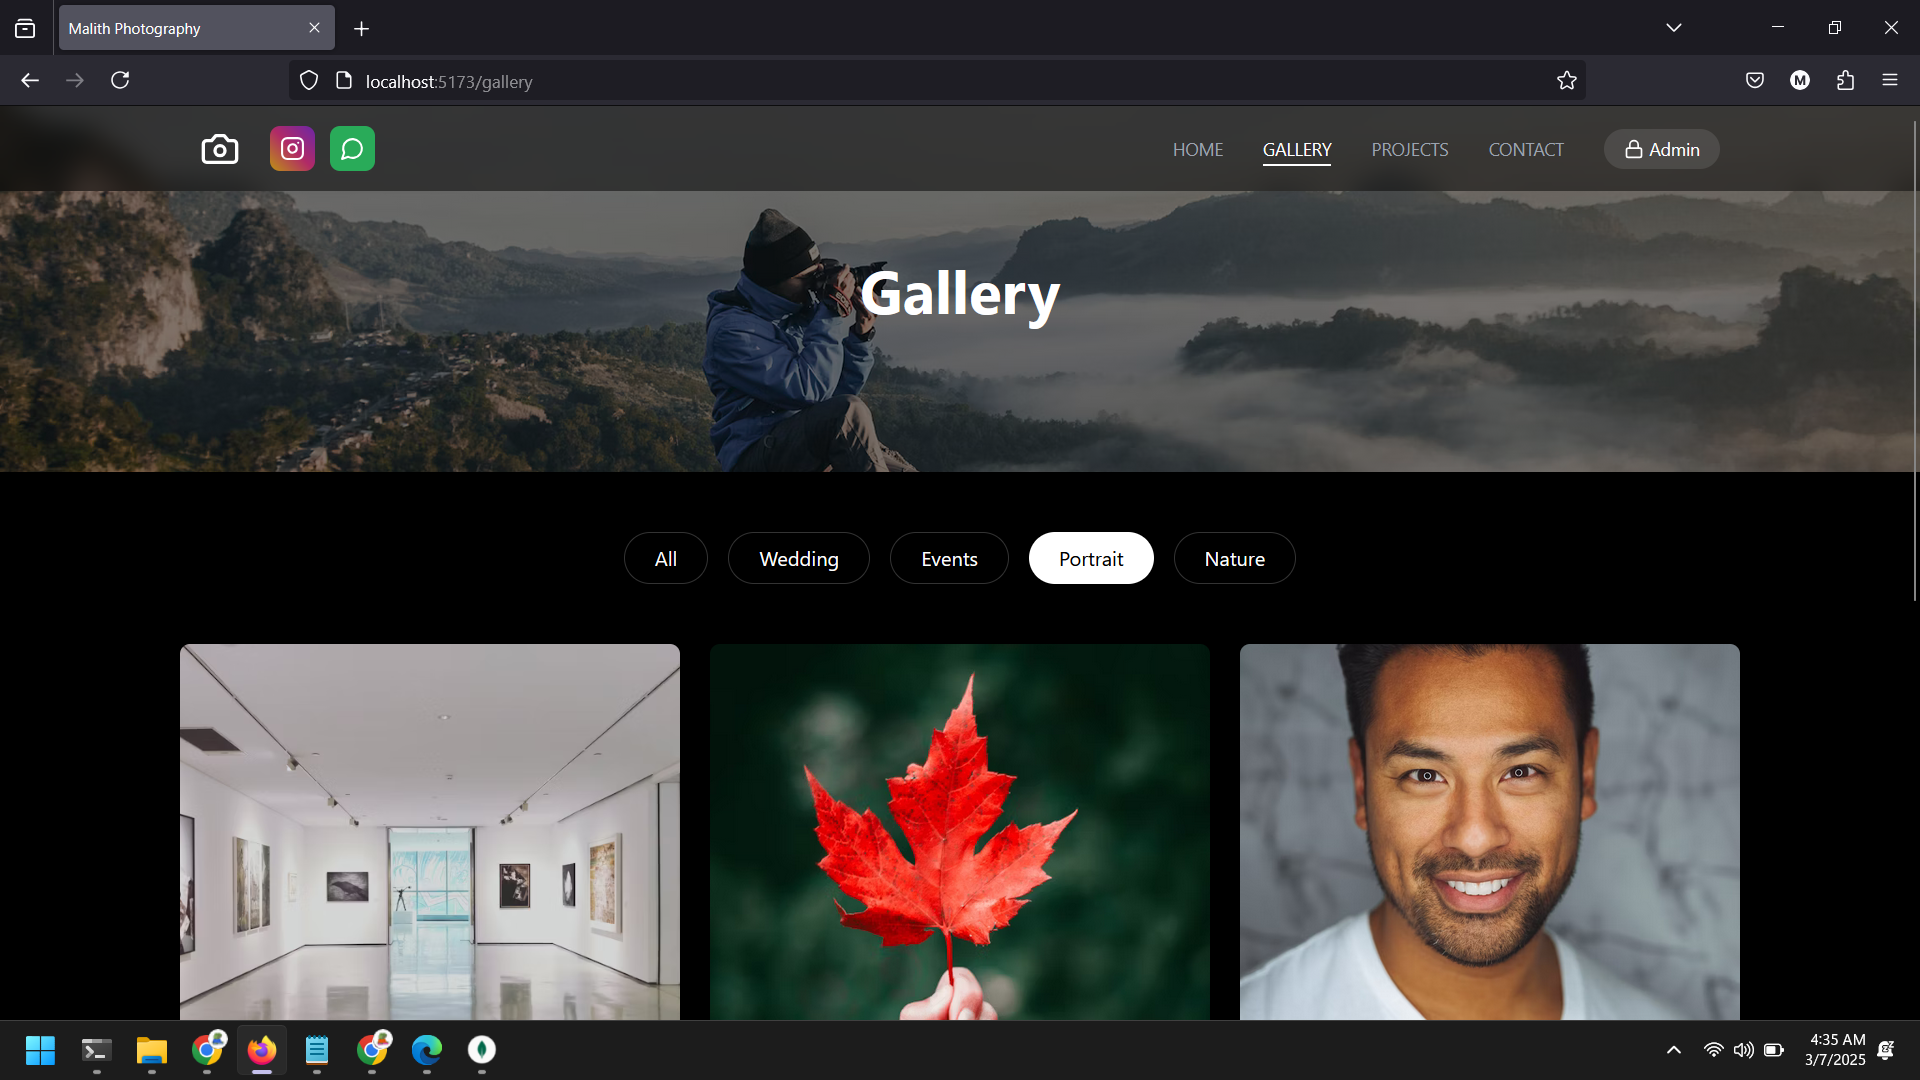 Malith Photography
localhost:5173/gallery
M
HOME GALLERY PROJECTS CONTACT Admin
Gallery
All Wedding Events Portrait Nature
4:35 AM
3/7/2025